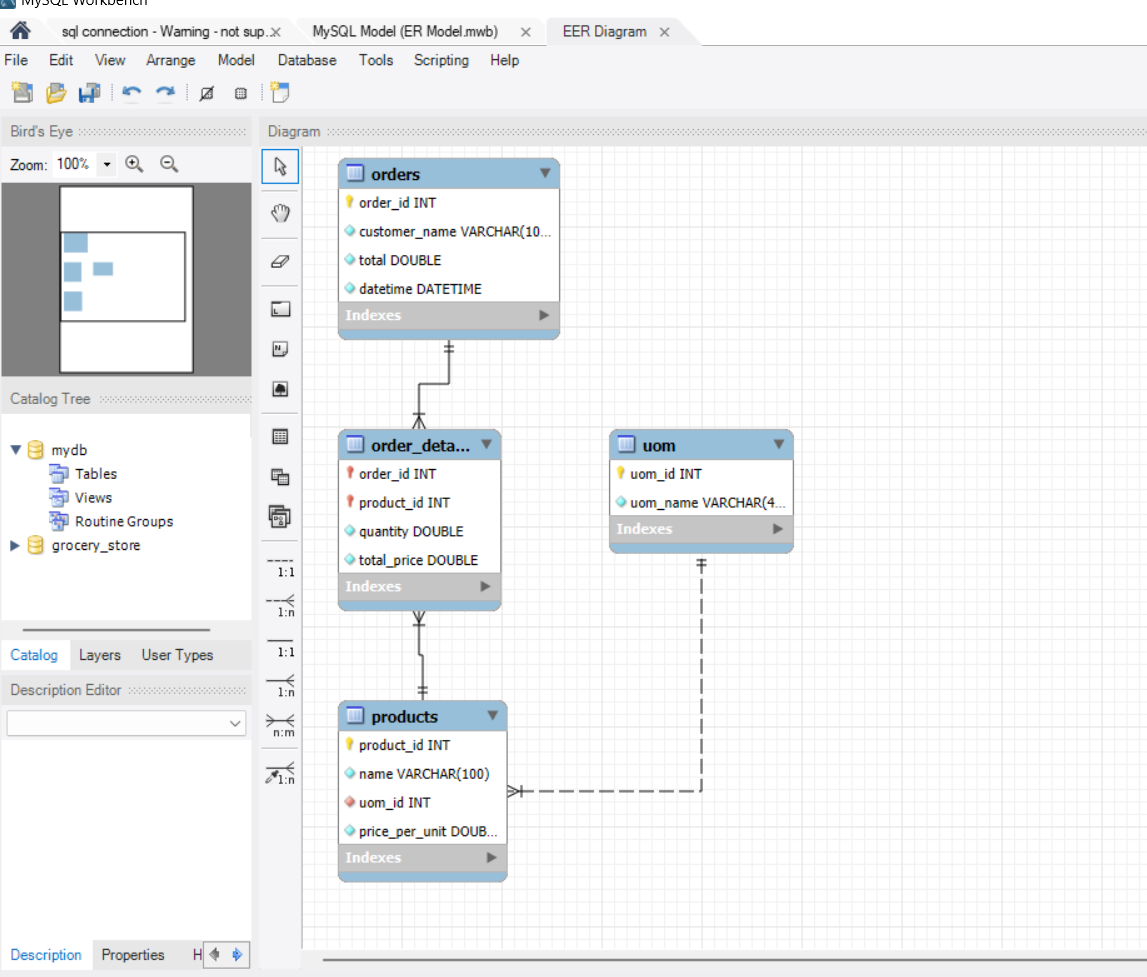 MySQL Workbench
sql connection - Warning - not sup...
MySQL Model (ER Model.mwb)
EER Diagram
File Edit View Arrange Model Database Tools Scripting Help
Bird's Eye
Zoom: 100%
Catalog Tree
mydb
Tables
Views
Routine Groups
grocery_store
Catalog Layers User Types
Description Editor
Description Properties H
Diagram
1:1
1:n
1:1
1:n
n:m
1:n
orders
order_id INT
customer_name VARCHAR(10...
total DOUBLE
datetime DATETIME
Indexes
order_deta...
order_id INT
product_id INT
quantity DOUBLE
total_price DOUBLE
Indexes
uom
uom_id INT
uom_name VARCHAR(4...
Indexes
products
product_id INT
name VARCHAR(100)
uom_id INT
price_per_unit DOUB...
Indexes